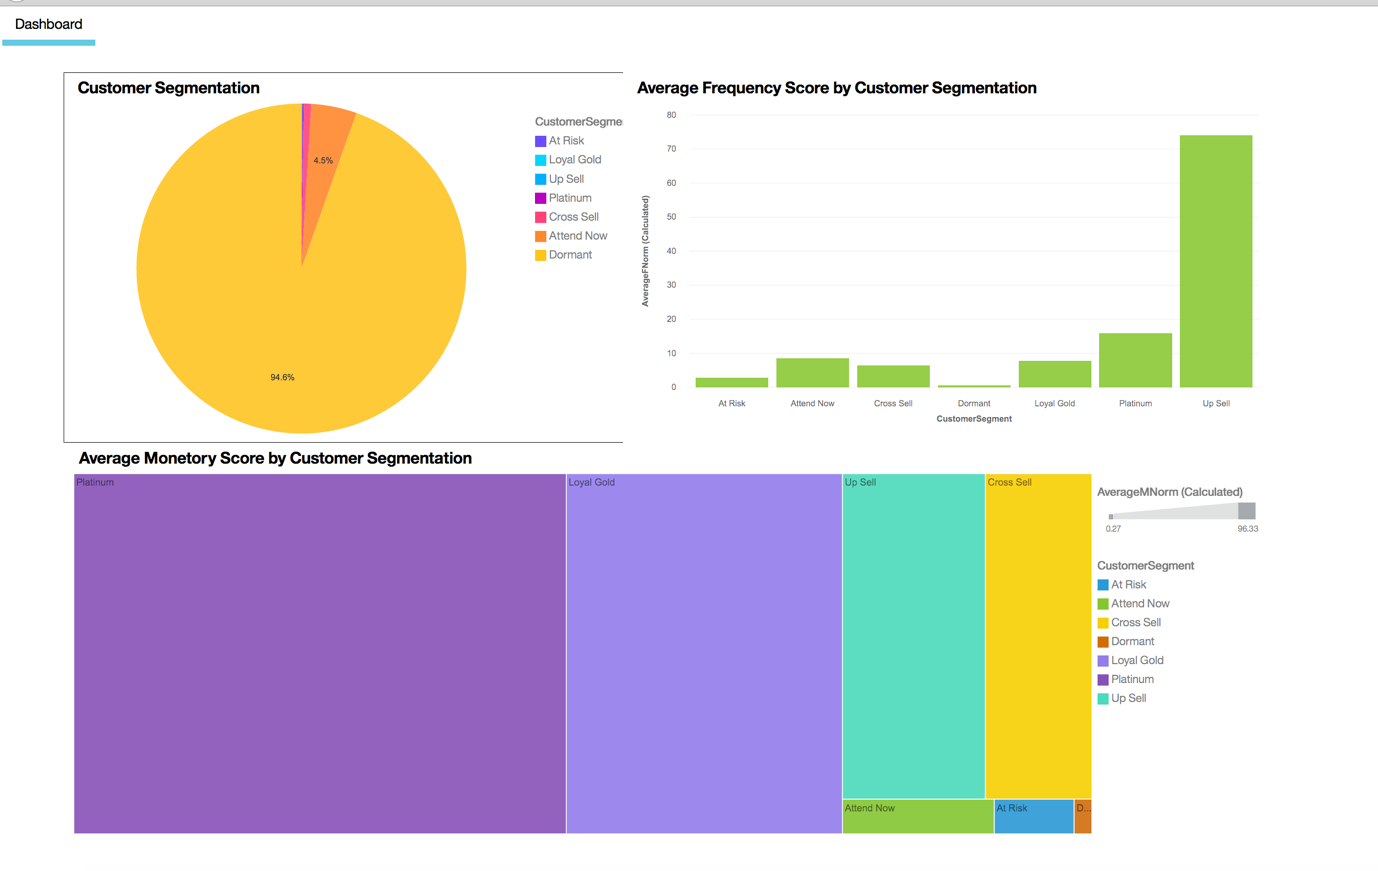 Dashboard
Customer Segmentation
CustomerSegme
At Risk
Loyal Gold
Up Sell
Platinum
Cross Sell
Attend Now
Dormant
4.5%
94.6%
Average Frequency Score by Customer Segmentation
AverageFNorm (Calculated)
80
70
60
50
40
30
20
10
0
At Risk Attend Now Cross Sell Dormant Loyal Gold Platinum Up Sell
CustomerSegment
Average Monetory Score by Customer Segmentation
Platinum
Loyal Gold
Up Sell
Cross Sell
Attend Now
At Risk
D...
AverageMNorm (Calculated)
0.27 96.33
CustomerSegment
At Risk
Attend Now
Cross Sell
Dormant
Loyal Gold
Platinum
Up Sell